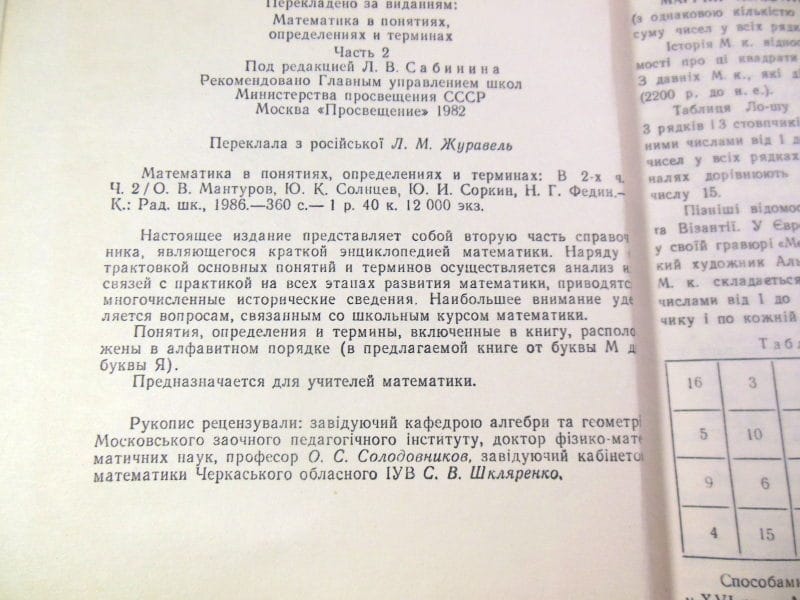 Перекладено за виданням:
Математика в понятиях,
определениях и терминах
Часть 2
Под редакцией Л. В. Сабинина
Рекомендовано Главным управлением школ
Министерства просвещения СССР
Москва «Просвещение» 1982
Переклала з російської Л. М. Журавель
Математика в понятиях, определениях и терминах: В 2-х ч.
Ч. 2/О. В. Мантуров, Ю. К. Солнцев, Ю. И. Соркин, Н. Г. Федин.—
К.: Рад. шк., 1986.—360 с.— 1 р. 40 к. 12 000 экз.
Настоящее издание представляет собой вторую часть справоч
ника, являющегося краткой энциклопедией математики. Наряду
трактовкой основных понятий и терминов осуществляется анализ и
связей с практикой на всех этапах развития математики, приводятс
многочисленные исторические сведения. Наибольшее внимание уде
ляется вопросам, связанным со школьным курсом математики.
Понятия, определения и термины, включенные в книгу, располо
жены в алфавитном порядке (в предлагаемой книге от буквы М д
буквы Я).
Предназначается для учителей математики.
Рукопис рецензували: завідуючий кафедрою алгебри та геометрі
Московського заочного педагогічного інституту, доктор фізико-мате
матичних наук, професор О. С. Солодовников, завідуючий кабінето
математики Черкаського обласного ІУВ С. В. Шкляренко.
(з однаковою кількістю
суму чисел у всіх рядк
Історія М. к. відно
мості про ці квадрати
З давніх М. к., які д
(2200 р. до н. е.).
Таблиця Ло-шу
3 рядків і 3 стовпчикі
ними числами від 1 д
чисел у всіх рядках
налях дорівнюють
числу 15.
Пізніші відомос
та Візантії. У Євр
у своїй гравюрі «Ме
кий художник Аль
М. к. складається
числами від 1 до
чику і по кожній
Табл
16 3
5 10
9 6
4 15
Способами